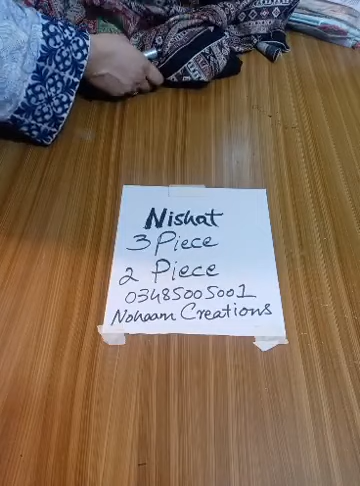 Nishat
3 Piece
2 Piece
03485005001
Nohaam Creations